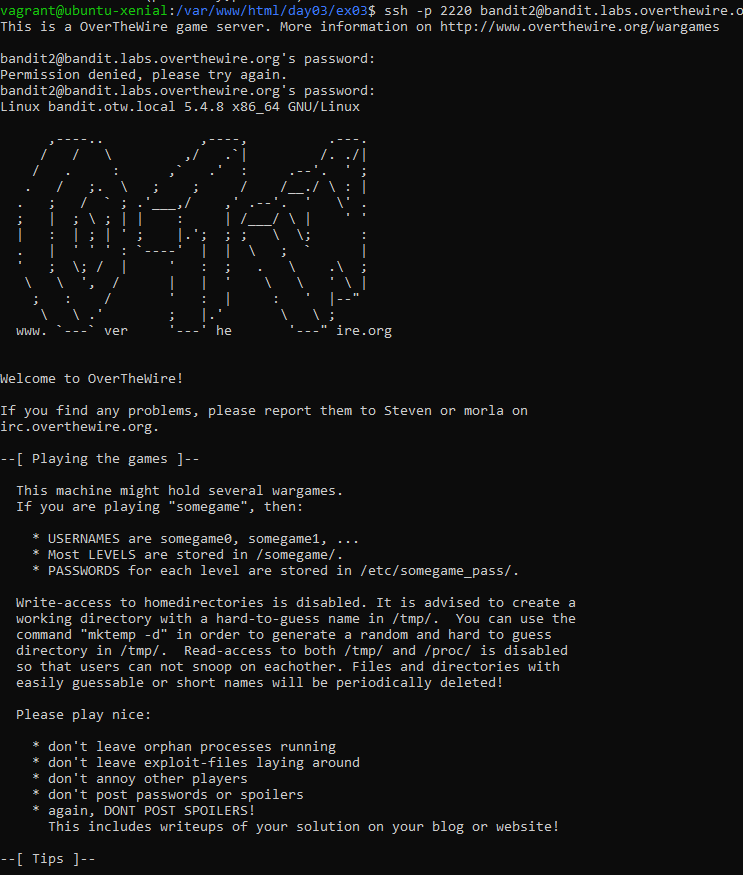 vagrant@ubuntu-xenial:/var/www/html/day03/ex03$ ssh -p 2220 bandit2@bandit.labs.overthewire.o
This is a OverTheWire game server. More information on http://www.overthewire.org/wargames
bandit2@bandit.labs.overthewire.org's password:
Permission denied, please try again.
bandit2@bandit.labs.overthewire.org's password:
Linux bandit.otw.local 5.4.8 x86_64 GNU/Linux
      ,----..            ,----,          .---.
     /   /   \         ,/   .`|         /. ./|
    /   .     :      ,`   .'  :     .--'.  ' ;
   .   /   ;.  \   ;    ;     /    /__./ \ : |
  .   ;   /  ` ; .'___,/    ,' .--'.  '   \' .
  ;   |  ; \ ; | |    :     | /___/ \ |    ' '
  |   :  | ; | ' ;    |.';  ; ;   \  \;      :
  .   |  ' ' ' : `----'  |  |  \   ;  `      |
  '   ;  \; /  |     '   :  ;   .   \    .\  ;
   \   \  ',  /      |   |  '    \   \   ' \ |
    ;   :    /       '   :  |     :   '  |--"
     \   \ .'        ;   |.'       \   \ ;
  www. `---` ver     '---' he       '---" ire.org
Welcome to OverTheWire!
If you find any problems, please report them to Steven or morla on
irc.overthewire.org.
--[ Playing the games ]--
This machine might hold several wargames.
If you are playing "somegame", then:
* USERNAMES are somegame0, somegame1, ...
* Most LEVELS are stored in /somegame/.
* PASSWORDS for each level are stored in /etc/somegame_pass/.
Write-access to homedirectories is disabled. It is advised to create a
working directory with a hard-to-guess name in /tmp/.  You can use the
command "mktemp -d" in order to generate a random and hard to guess
directory in /tmp/.  Read-access to both /tmp/ and /proc/ is disabled
so that users can not snoop on eachother. Files and directories with
easily guessable or short names will be periodically deleted!
Please play nice:
* don't leave orphan processes running
* don't leave exploit-files laying around
* don't annoy other players
* don't post passwords or spoilers
* again, DONT POST SPOILERS!
This includes writeups of your solution on your blog or website!
--[ Tips ]--